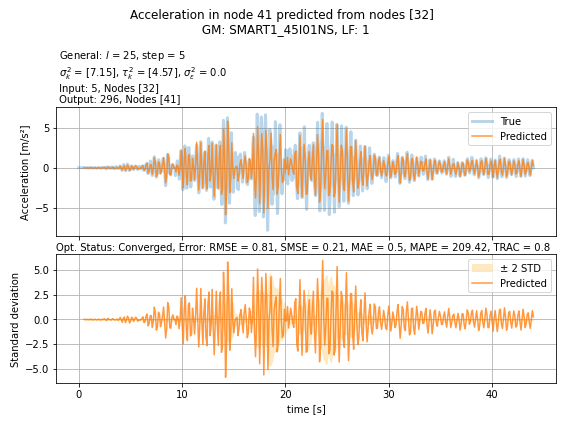 Acceleration in node 41 predicted from nodes [32]
GM: SMART1_45I01NS, LF: 1
General: l = 25, step = 5
σ²ₖ = [7.15], τ²ₖ = [4.57], σ²ε = 0.0
Input: 5, Nodes [32]
Output: 296, Nodes [41]
Acceleration [m/s²]
5
0
−5
True
Predicted
Opt. Status: Converged, Error: RMSE = 0.81, SMSE = 0.21, MAE = 0.5, MAPE = 209.42, TRAC = 0.8
Standard deviation
5.0
2.5
0.0
−2.5
−5.0
± 2 STD
Predicted
0 10 20 30 40
time [s]